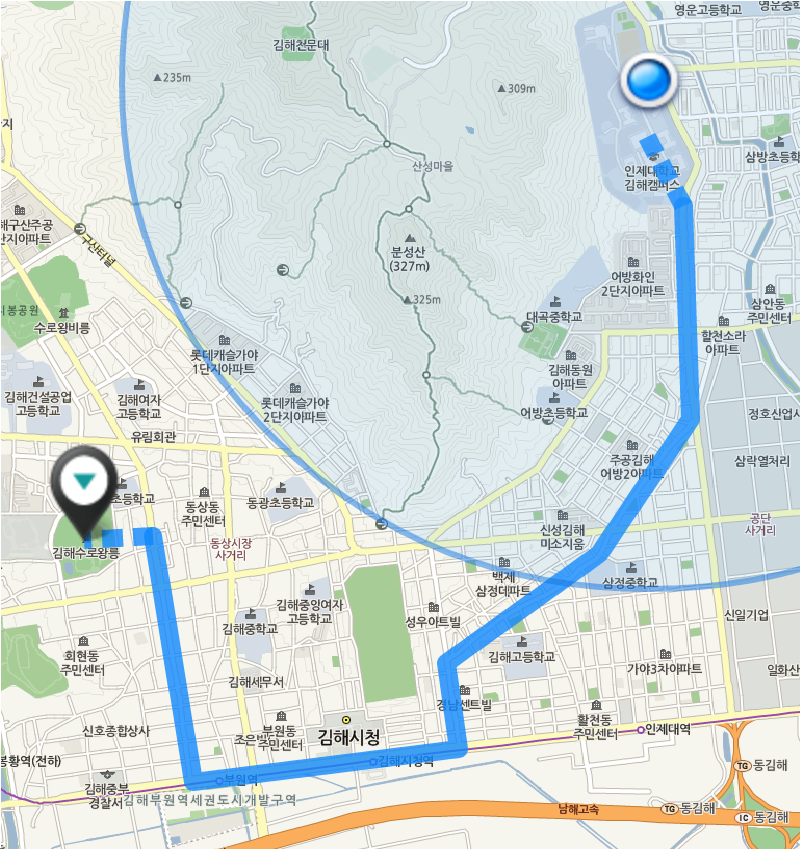 영운고등학교
영운중학교
김해천문대
▲235m
▲309m
지
산성마을
삼방초등학
인제대학교
김해캠퍼스
해구산주공
단지아파트
구산터널
분성산
(327m)
▲325m
어방화인
2단지아파트
삼안동
주민센터
시봉공원
수로왕비릉
대곡중학교
할천소라
아파트
롯데캐슬가야
1단지아파트
김해동원
아파트
김해건설공업
고등학교
김해여자
고등학교
롯데캐슬가야
2단지아파트
어방초등학교
정호산업사
유림회관
주공김해
어방2아파트
삼락열처리
초등학교
동상동
주민센터
동광초등학교
공단
사거리
신성김해
미소지움
동상시장
사거리
김해수로왕릉
백제
삼정데파트
삼정중학교
김해중앙여자
고등학교
김해중학교
성우아트빌
신일기업
회현동
주민센터
김해고등학교
가야3차아파트
일화산
김해세무서
경남센트빌
신호종합상사
부원동
주민센터
조은
김해시청
활천동
주민센터
인제대역
봉황역(전하)
김해시청역
부원역
TG 동김해
김해중부
경찰서
김해부원역세권도시개발구역
남해고속
TG 동김해
IC 동김해